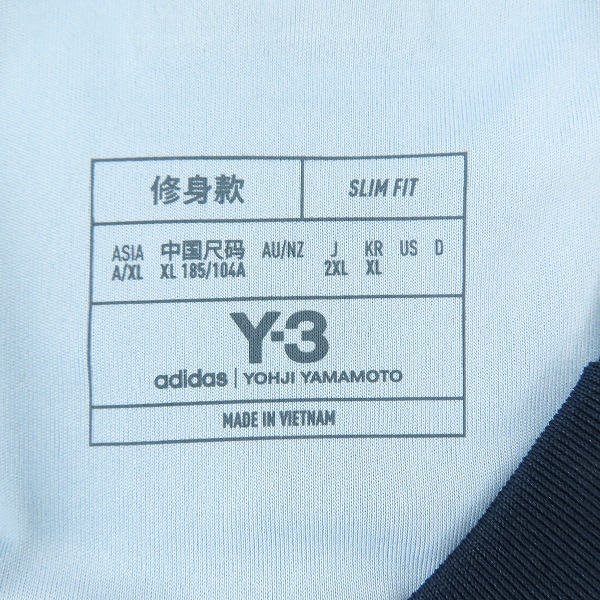 修身款 SLIM FIT
ASIA 中国尺码 AU/NZ J KR US D
A/XL XL 185/104A 2XL XL
Y-3
adidas | YOHJI YAMAMOTO
MADE IN VIETNAM